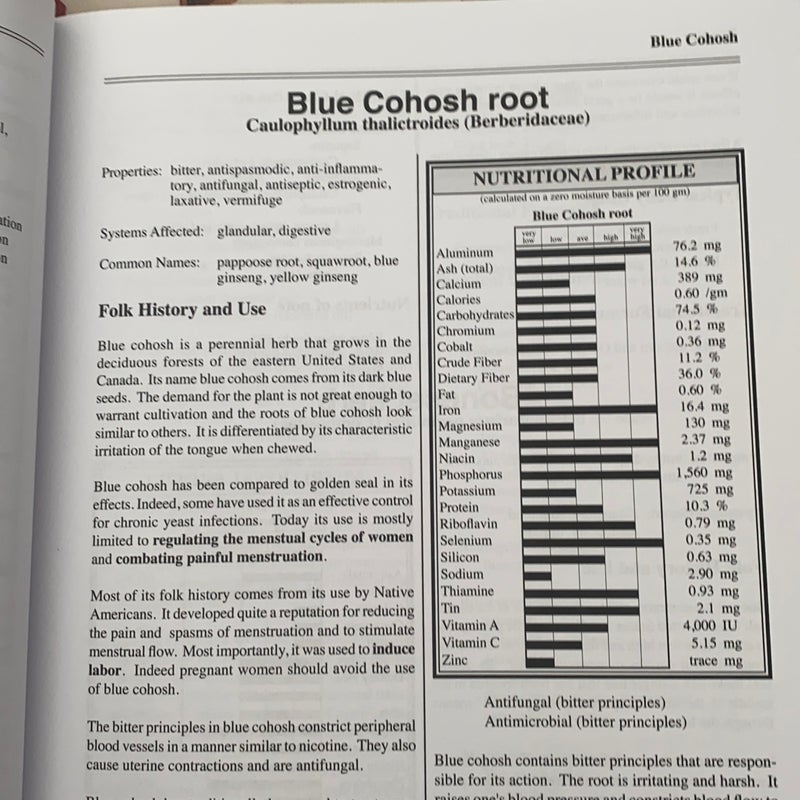 l,
ation
on
n
Blue Cohosh
Blue Cohosh root
Caulophyllum thalictroides (Berberidaceae)
Properties: bitter, antispasmodic, anti-inflamma-
tory, antifungal, antiseptic, estrogenic,
laxative, vermifuge
Systems Affected: glandular, digestive
Common Names: pappoose root, squawroot, blue
ginseng, yellow ginseng
Folk History and Use
Blue cohosh is a perennial herb that grows in the
deciduous forests of the eastern United States and
Canada. Its name blue cohosh comes from its dark blue
seeds. The demand for the plant is not great enough to
warrant cultivation and the roots of blue cohosh look
similar to others. It is differentiated by its characteristic
irritation of the tongue when chewed.
Blue cohosh has been compared to golden seal in its
effects. Indeed, some have used it as an effective control
for chronic yeast infections. Today its use is mostly
limited to regulating the menstual cycles of women
and combating painful menstruation.
Most of its folk history comes from its use by Native
Americans. It developed quite a reputation for reducing
the pain and spasms of menstruation and to stimulate
menstrual flow. Most importantly, it was used to induce
labor. Indeed pregnant women should avoid the use
of blue cohosh.
The bitter principles in blue cohosh constrict peripheral
blood vessels in a manner similar to nicotine. They also
cause uterine contractions and are antifungal.
NUTRITIONAL PROFILE
(calculated on a zero moisture basis per 100 gm)
Blue Cohosh root
very low low ave high very high
Aluminum 76.2 mg
Ash (total) 14.6 %
Calcium 389 mg
Calories 0.60 /gm
Carbohydrates 74.5 %
Chromium 0.12 mg
Cobalt 0.36 mg
Crude Fiber 11.2 %
Dietary Fiber 36.0 %
Fat 0.60 %
Iron 16.4 mg
Magnesium 130 mg
Manganese 2.37 mg
Niacin 1.2 mg
Phosphorus 1,560 mg
Potassium 725 mg
Protein 10.3 %
Riboflavin 0.79 mg
Selenium 0.35 mg
Silicon 0.63 mg
Sodium 2.90 mg
Thiamine 0.93 mg
Tin 2.1 mg
Vitamin A 4,000 IU
Vitamin C 5.15 mg
Zinc trace mg
Antifungal (bitter principles)
Antimicrobial (bitter principles)
Blue cohosh contains bitter principles that are respon-
sible for its action. The root is irritating and harsh. It
raises one's blood pressure and constricts blood flow to